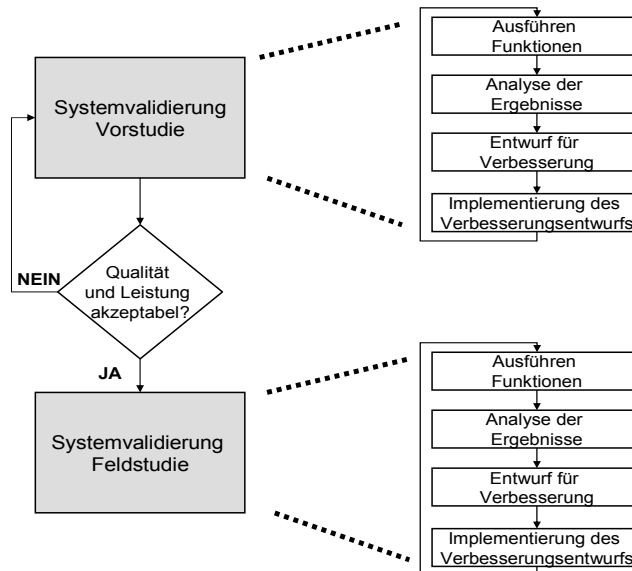 Systemvalidierung
Vorstudie
Ausführen
Funktionen
Analyse der
Ergebnisse
Entwurf für
Verbesserung
Implementierung des
Verbesserungsentwurfs
NEIN
Qualität
und Leistung
akzeptabel?
JA
Systemvalidierung
Feldstudie
Ausführen
Funktionen
Analyse der
Ergebnisse
Entwurf für
Verbesserung
Implementierung des
Verbesserungsentwurfs